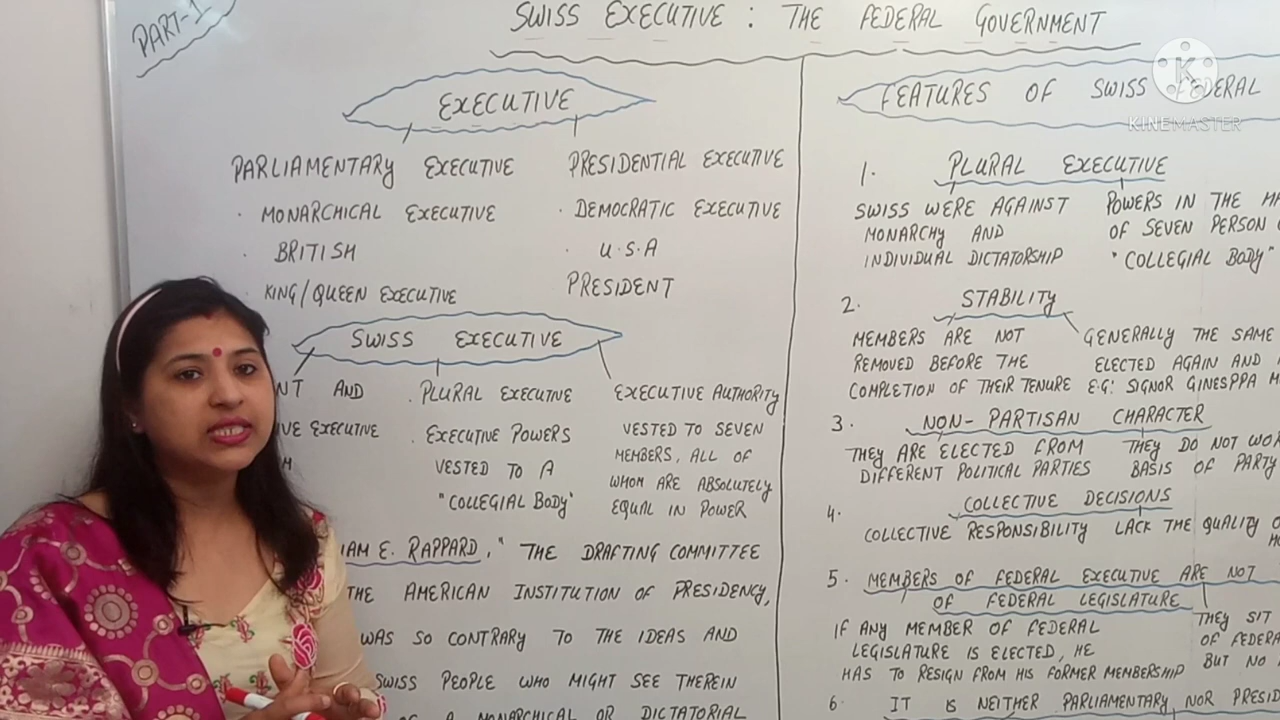 PART-1
SWISS EXECUTIVE : THE FEDERAL GOVERNMENT
EXECUTIVE
PARLIAMENTARY EXECUTIVE
· MONARCHICAL EXECUTIVE
· BRITISH
· KING/QUEEN EXECUTIVE
PRESIDENTIAL EXECUTIVE
· DEMOCRATIC EXECUTIVE
· U.S.A
PRESIDENT
SWISS EXECUTIVE
NT AND
VE EXECUTIVE
. PLURAL EXECUTIVE
. EXECUTIVE POWERS
VESTED TO A
"COLLEGIAL BODY"
EXECUTIVE AUTHORITY
VESTED TO SEVEN
MEMBERS, ALL OF
WHOM ARE ABSOLUTELY
EQUAL IN POWER
IAM E. RAPPARD, " THE DRAFTING COMMITTEE
THE AMERICAN INSTITUTION OF PRESIDENCY,
WAS SO CONTRARY TO THE IDEAS AND
SWISS PEOPLE WHO MIGHT SEE THEREIN
OF A MONARCHICAL OR DICTATORIAL
FEATURES OF SWISS FEDERAL
KINEMASTER
1. PLURAL EXECUTIVE
SWISS WERE AGAINST
MONARCHY AND
INDIVIDUAL DICTATORSHIP
POWERS IN THE HA
OF SEVEN PERSON
"COLLEGIAL BODY"
2. STABILITY
MEMBERS ARE NOT
REMOVED BEFORE THE
COMPLETION OF THEIR TENURE
GENERALLY THE SAME
ELECTED AGAIN AND
E.G: SIGNOR GINESPPA M
3. NON-PARTISAN CHARACTER
THEY ARE ELECTED FROM
DIFFERENT POLITICAL PARTIES
THEY DO NOT WOR
BASIS OF PARTY
4. COLLECTIVE DECISIONS
COLLECTIVE RESPONSIBILITY
LACK THE QUALITY
5. MEMBERS OF FEDERAL EXECUTIVE ARE NOT
OF FEDERAL LEGISLATURE
IF ANY MEMBER OF FEDERAL
LEGISLATURE IS ELECTED, HE
HAS TO RESIGN FROM HIS FORMER MEMBERSHIP
THEY SIT
OF FEDERA
BUT NO
6. IT IS NEITHER PARLIAMENTARY NOR PRESID